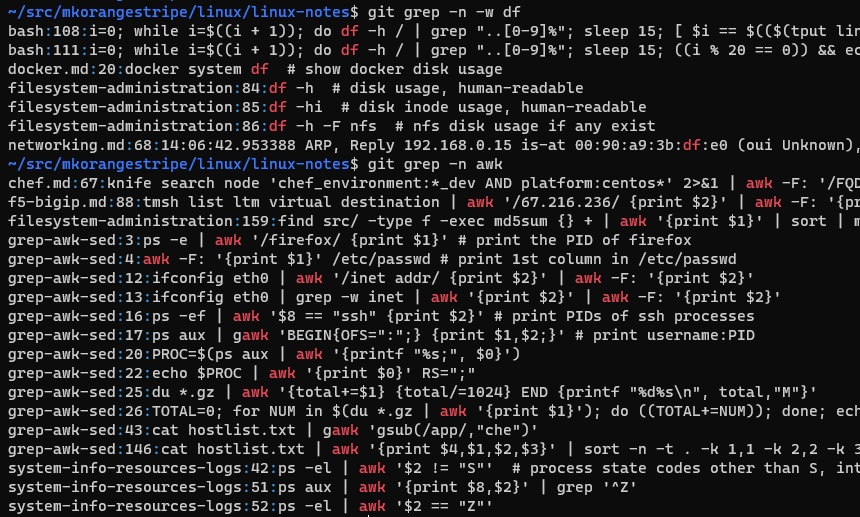 ~/src/mkorangestripe/linux/linux-notes$ git grep -n -w df
bash:108:i=0; while i=$((i + 1)); do df -h / | grep "..[0-9]%"; sleep 15; [ $i == $(($(tput lin
bash:111:i=0; while i=$((i + 1)); do df -h / | grep "..[0-9]%"; sleep 15; ((i % 20 == 0)) && ec
docker.md:20:docker system df  # show docker disk usage
filesystem-administration:84:df -h  # disk usage, human-readable
filesystem-administration:85:df -hi  # disk inode usage, human-readable
filesystem-administration:86:df -h -F nfs  # nfs disk usage if any exist
networking.md:68:14:06:42.953388 ARP, Reply 192.168.0.15 is-at 00:90:a9:3b:df:e0 (oui Unknown),
~/src/mkorangestripe/linux/linux-notes$ git grep -n awk
chef.md:67:knife search node 'chef_environment:*_dev AND platform:centos*' 2>&1 | awk -F: '/FQD
f5-bigip.md:88:tmsh list ltm virtual destination | awk '/67.216.236/ {print $2}' | awk -F: '{pr
filesystem-administration:159:find src/ -type f -exec md5sum {} + | awk '{print $1}' | sort | m
grep-awk-sed:3:ps -e | awk '/firefox/ {print $1}' # print the PID of firefox
grep-awk-sed:4:awk -F: '{print $1}' /etc/passwd # print 1st column in /etc/passwd
grep-awk-sed:12:ifconfig eth0 | awk '/inet addr/ {print $2}' | awk -F: '{print $2}'
grep-awk-sed:13:ifconfig eth0 | grep -w inet | awk '{print $2}' | awk -F: '{print $2}'
grep-awk-sed:16:ps -ef | awk '$8 == "ssh" {print $2}' # print PIDs of ssh processes
grep-awk-sed:17:ps aux | gawk 'BEGIN{OFS=":";} {print $1,$2;}' # print username:PID
grep-awk-sed:20:PROC=$(ps aux | awk '{printf "%s;", $0}')
grep-awk-sed:22:echo $PROC | awk '{print $0}' RS=";"
grep-awk-sed:25:du *.gz | awk '{total+=$1} {total/=1024} END {printf "%d%s\n", total,"M"}'
grep-awk-sed:26:TOTAL=0; for NUM in $(du *.gz | awk '{print $1}'); do ((TOTAL+=NUM)); done; ech
grep-awk-sed:43:cat hostlist.txt | gawk 'gsub(/app/,"che")'
grep-awk-sed:146:cat hostlist.txt | awk '{print $4,$1,$2,$3}' | sort -n -t . -k 1,1 -k 2,2 -k 3
system-info-resources-logs:42:ps -el | awk '$2 != "S"'  # process state codes other than S, int
system-info-resources-logs:51:ps aux | awk '{print $8,$2}' | grep '^Z'
system-info-resources-logs:52:ps -el | awk '$2 == "Z"'